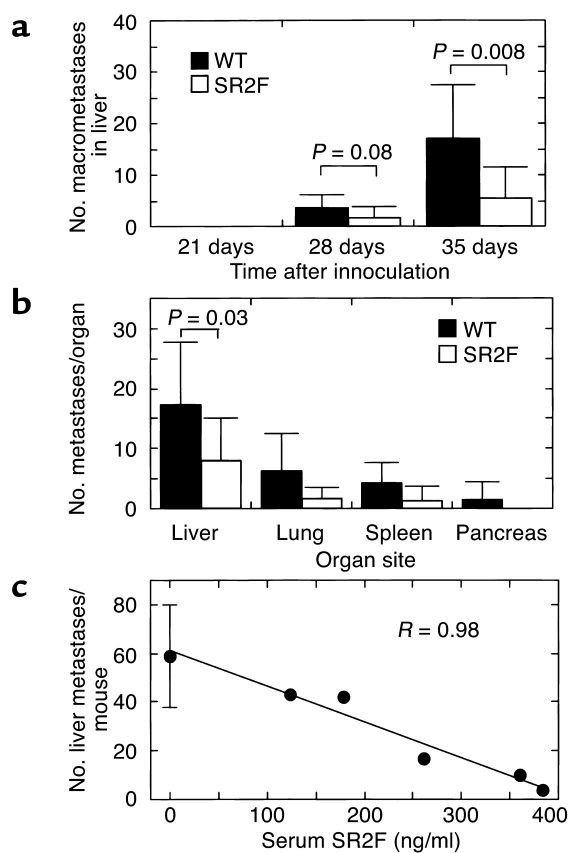 a
No. macrometastases
in liver
40
30
20
10
0
WT
SR2F
P = 0.008
P = 0.08
21 days 28 days 35 days
Time after innoculation
b
No. metastases/organ
30
20
10
0
P = 0.03
WT
SR2F
Liver Lung Spleen Pancreas
Organ site
c
No. liver metastases/
mouse
80
60
40
20
0
R = 0.98
0 100 200 300 400
Serum SR2F (ng/ml)